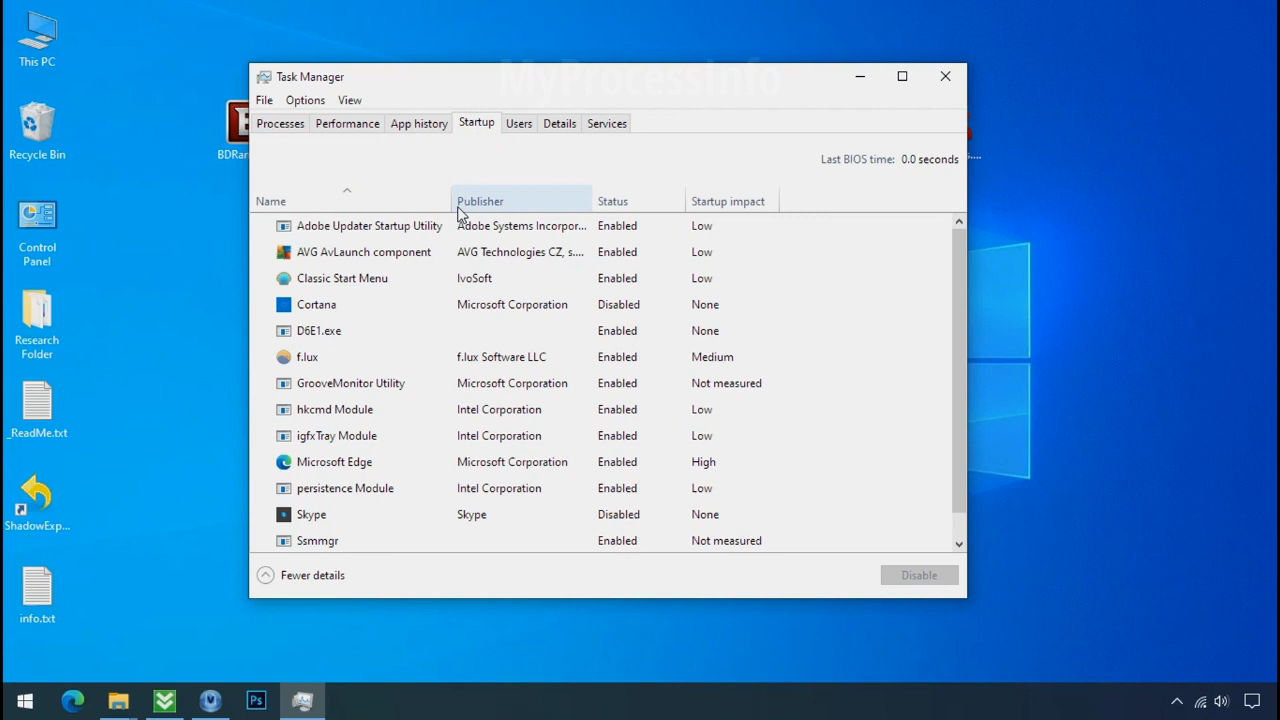 This PC
Recycle Bin
Control
Panel
Research
Folder
_ReadMe.txt
ShadowExp...
info.txt
BDRan
MyProcessInfo
Task Manager
File Options View
Processes Performance App history Startup Users Details Services
Last BIOS time: 0.0 seconds
Name Publisher Status Startup impact
Adobe Updater Startup Utility Adobe Systems Incorpor... Enabled Low
AVG AvLaunch component AVG Technologies CZ, s.... Enabled Low
Classic Start Menu IvoSoft Enabled Low
Cortana Microsoft Corporation Disabled None
D6E1.exe Enabled None
f.lux f.lux Software LLC Enabled Medium
GrooveMonitor Utility Microsoft Corporation Enabled Not measured
hkcmd Module Intel Corporation Enabled Low
igfxTray Module Intel Corporation Enabled Low
Microsoft Edge Microsoft Corporation Enabled High
persistence Module Intel Corporation Enabled Low
Skype Skype Disabled None
Ssmmgr Enabled Not measured
Fewer details Disable
Ps